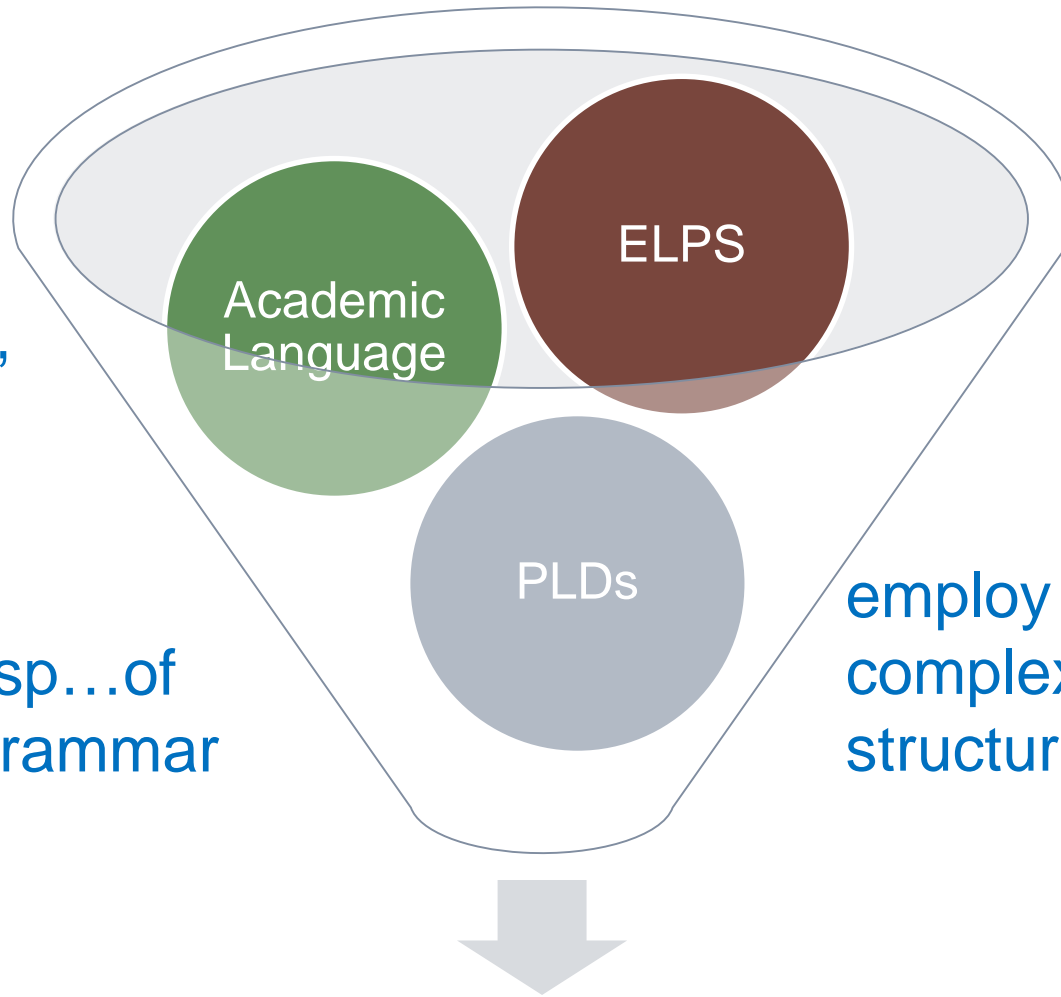 ELPS
Academic
Language
,
PLDs
employ
complex
structur
sp…of
rammar